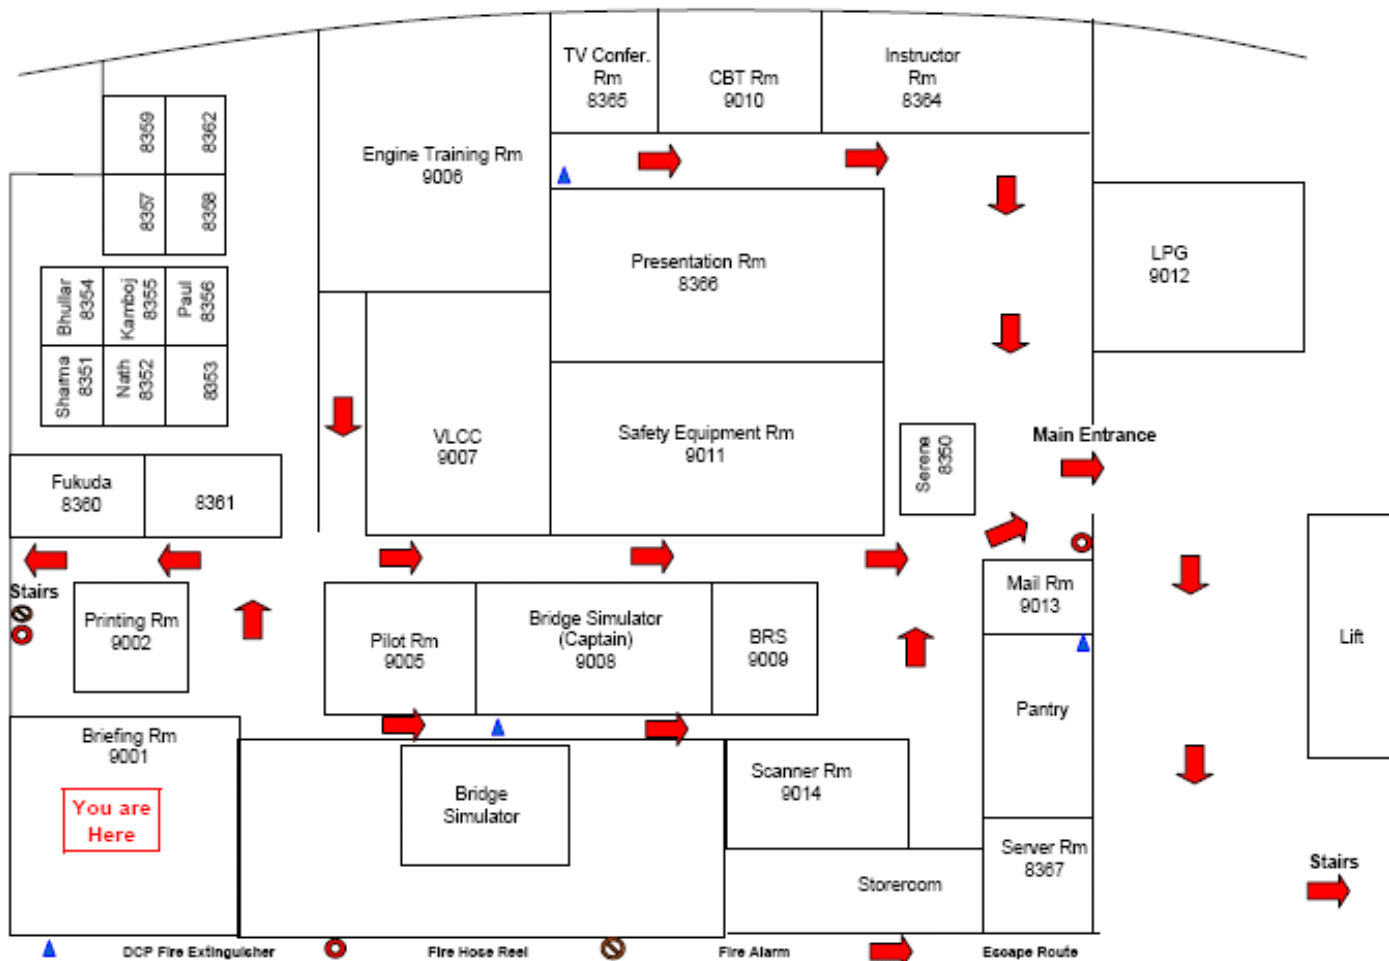 TV Confer.
Rm
8365
CBT Rm
9010
Instructor
Rm
8364
8359
8362
8357
8358
Engine Training Rm
9006
Presentation Rm
8366
LPG
9012
Bhullar
8354
Kamboj
8355
Paul
8356
Sharma
8351
Nath
8352
8353
VLCC
9007
Safety Equipment Rm
9011
Serene
8350
Main Entrance
Fukuda
8360
8361
Stairs
Printing Rm
9002
Pilot Rm
9005
Bridge Simulator
(Captain)
9008
BRS
9009
Mail Rm
9013
Lift
Pantry
Briefing Rm
9001
You are
Here
Bridge
Simulator
Scanner Rm
9014
Server Rm
8367
Storeroom
Stairs
DCP Fire Extinguisher
Fire Hose Reel
Fire Alarm
Escape Route